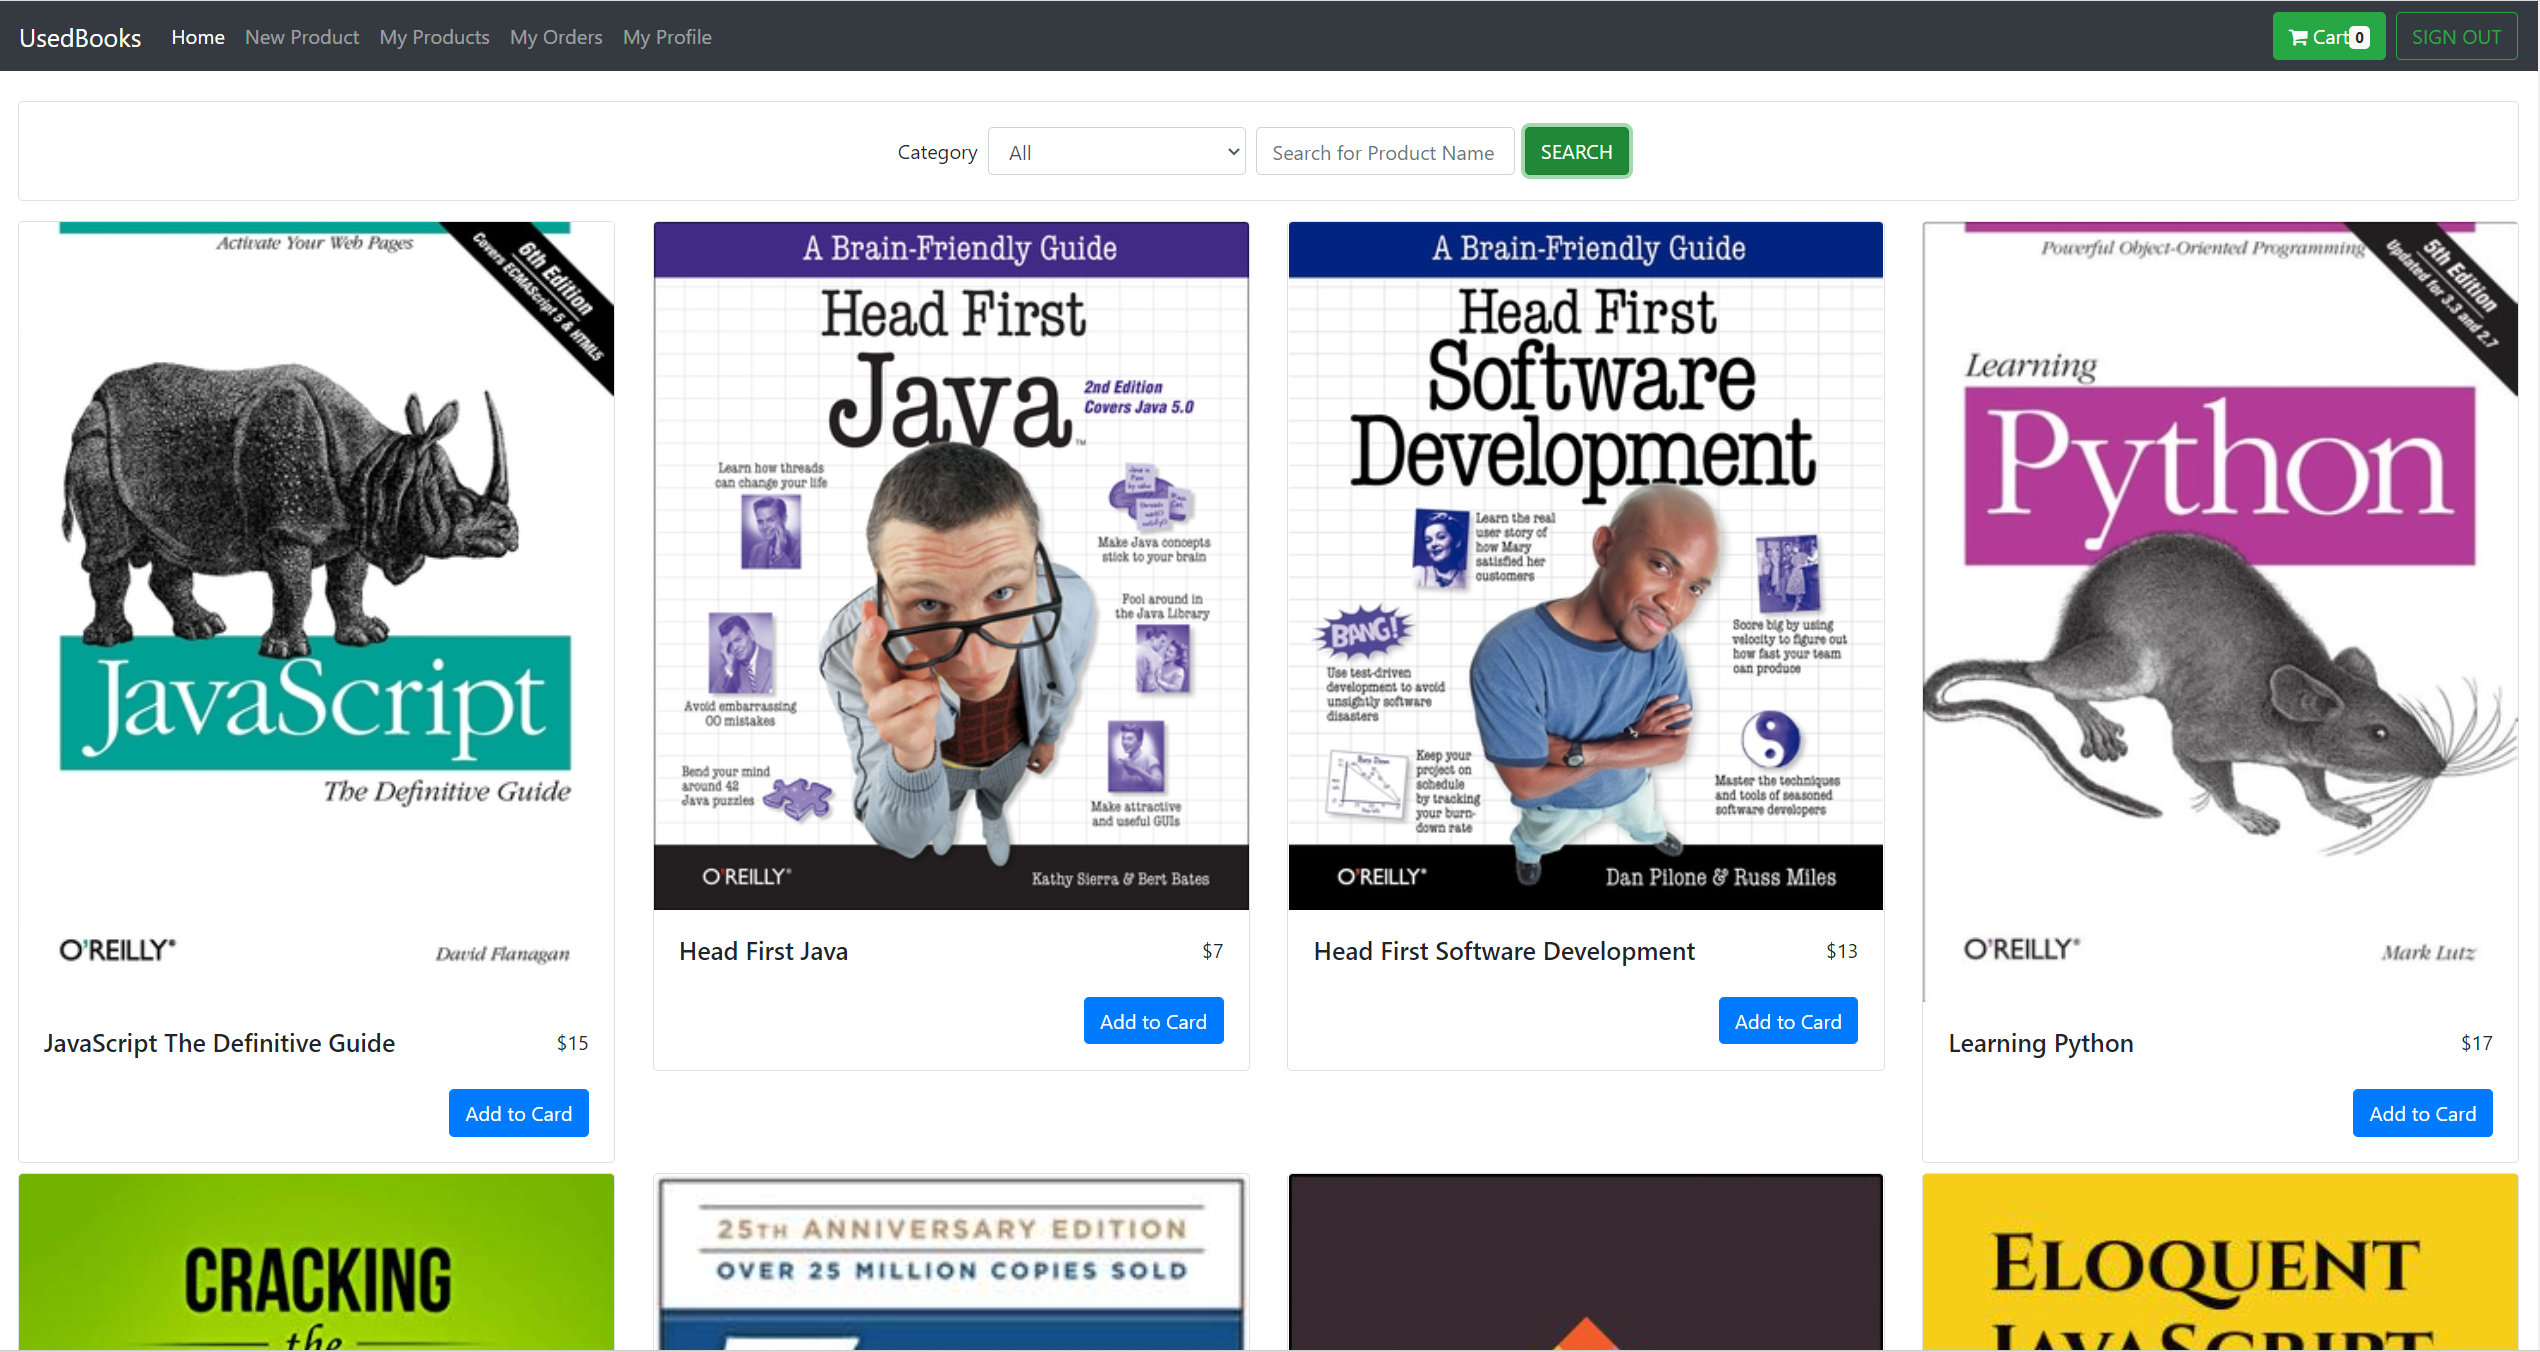 UsedBooks Home New Product My Products My Orders My Profile Cart 0 SIGN OUT
Category All Search for Product Name SEARCH
Activate Your Web Pages
6th Edition
Covers ECMAScript 5 & HTML5
JavaScript
The Definitive Guide
O'REILLY®
David Flanagan
JavaScript The Definitive Guide $15
Add to Card
A Brain-Friendly Guide
Head First
Java™
2nd Edition
Covers Java 5.0
Learn how threads
can change your life
Make Java concepts
stick to your brain
Fool around in
the Java Library
Avoid embarrassing
OO mistakes
Bend your mind
around 42
Java puzzles
Make attractive
and useful GUIs
O'REILLY®
Kathy Sierra & Bert Bates
Head First Java $7
Add to Card
A Brain-Friendly Guide
Head First
Software
Development
Learn the real
user story of
how Mary
satisfied her
customers
BANG!
Score big by using
velocity to figure out
how fast your team
can produce
Use test-driven
development to avoid
unsightly software
disasters
Keep your
project on
schedule
by tracking
your burn-
down rate
Master the techniques
and tools of seasoned
software developers
O'REILLY®
Dan Pilone & Russ Miles
Head First Software Development $13
Add to Card
Powerful Object-Oriented Programming
5th Edition
Updated for 3.3 and 2.7
Learning
Python
O'REILLY®
Mark Lutz
Learning Python $17
Add to Card
CRACKING
the
25TH ANNIVERSARY EDITION
OVER 25 MILLION COPIES SOLD
ELOQUENT
JAVASCRIPT